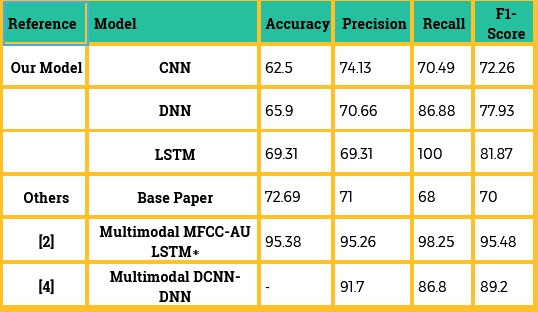 Reference Model Accuracy Precision Recall F1-Score
Our Model CNN 62.5 74.13 70.49 72.26
DNN 65.9 70.66 86.88 77.93
LSTM 69.31 69.31 100 81.87
Others Base Paper 72.69 71 68 70
[2] Multimodal MFCC-AU LSTM* 95.38 95.26 98.25 95.48
[4] Multimodal DCNN-DNN - 91.7 86.8 89.2